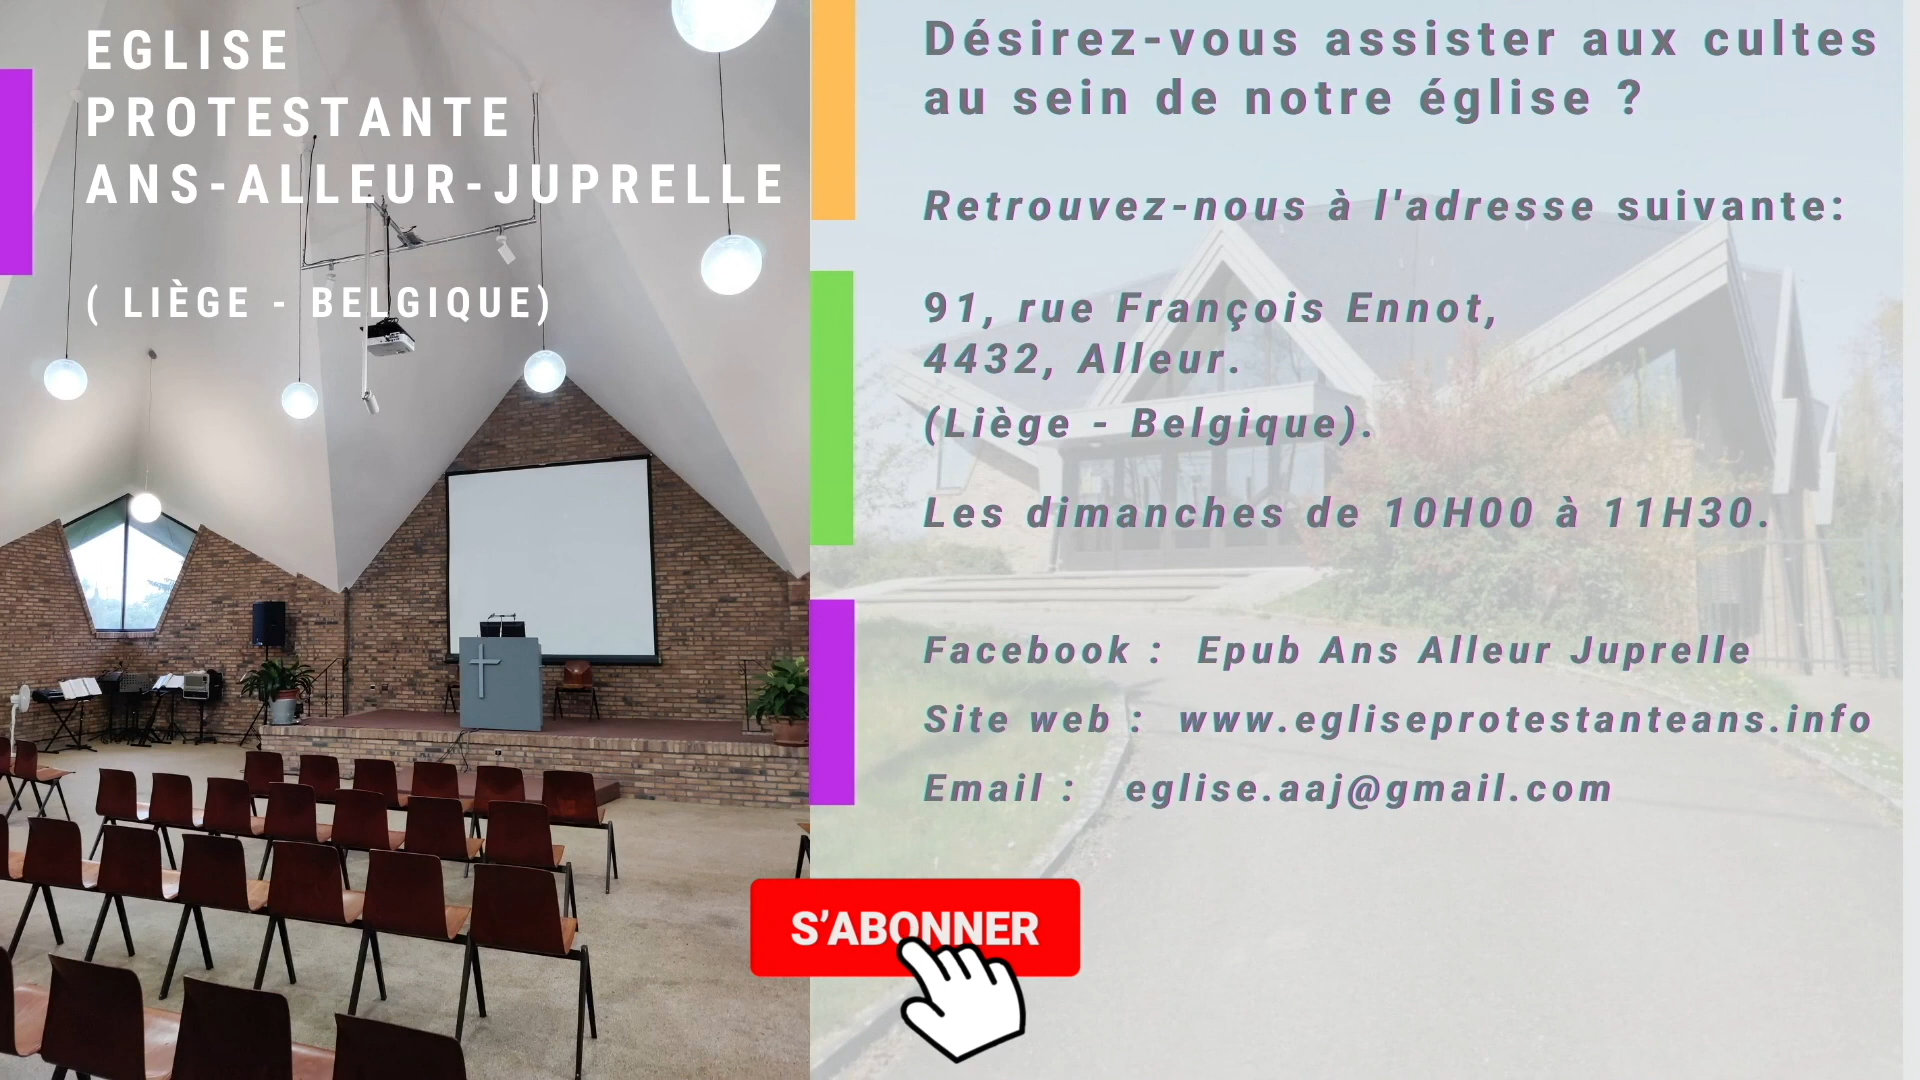 EGLISE
PROTESTANTE
ANS-ALLEUR-JUPRELLE
( LIÈGE - BELGIQUE)
Désirez-vous assister aux cultes
au sein de notre église ?
Retrouvez-nous à l'adresse suivante:
91, rue François Ennot,
4432, Alleur.
(Liège - Belgique).
Les dimanches de 10H00 à 11H30.
Facebook : Epub Ans Alleur Juprelle
Site web : www.egliseprotestanteans.info
Email : eglise.aaj@gmail.com
S'ABONNER